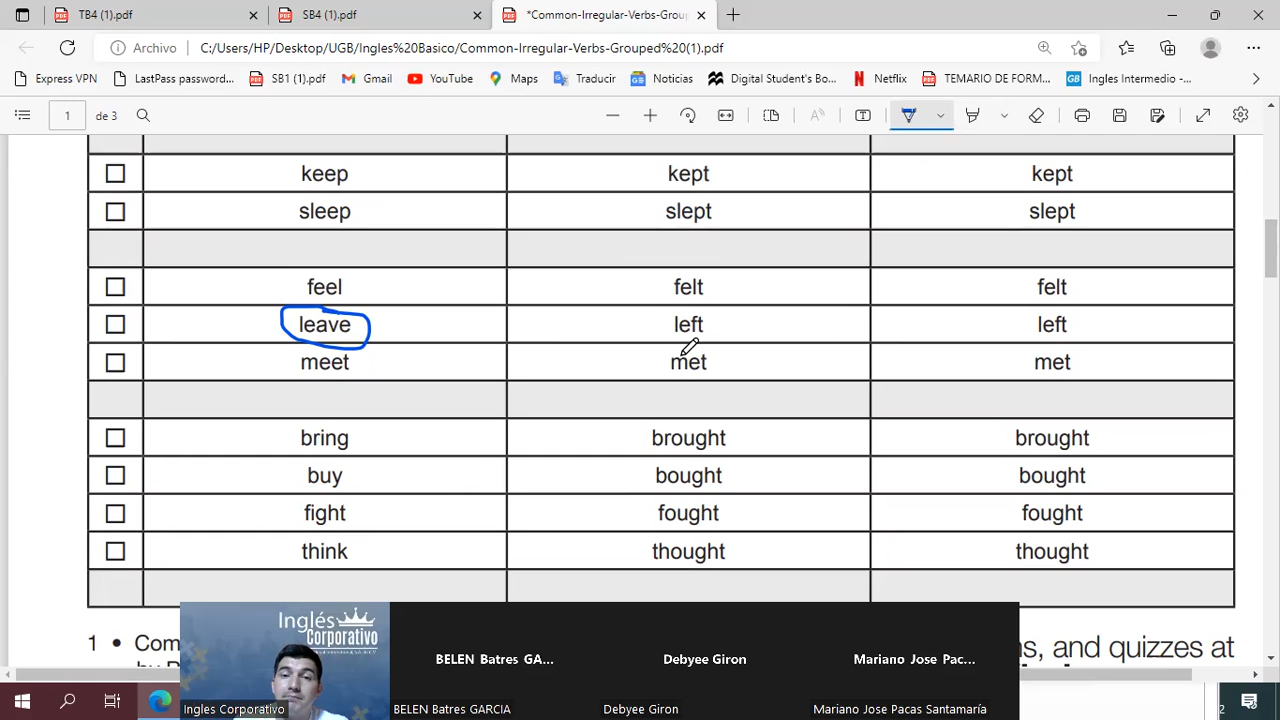 TB4 (1).pdf
SB4 (1).pdf
*Common-Irregular-Verbs-Grou
Archivo
C:/Users/HP/Desktop/UGB/Ingles%20Basico/Common-Irregular-Verbs-Grouped%20(1).pdf
Express VPN
LastPass password...
SB1 (1).pdf
Gmail
YouTube
Maps
Traducir
Noticias
Digital Student's Bo...
Netflix
TEMARIO DE FORM...
Ingles Intermedio -...
1 de 3
keep kept kept
sleep slept slept
feel felt felt
leave left left
meet met met
bring brought brought
buy bought bought
fight fought fought
think thought thought
1 • Com
ns, and quizzes at
Inglés
Corporativo
BELEN Batres GA...
Debyee Giron
Mariano Jose Pac...
Ingles Corporativo
BELEN Batres GARCIA
Debyee Giron
Mariano Jose Pacas Santamaría
2